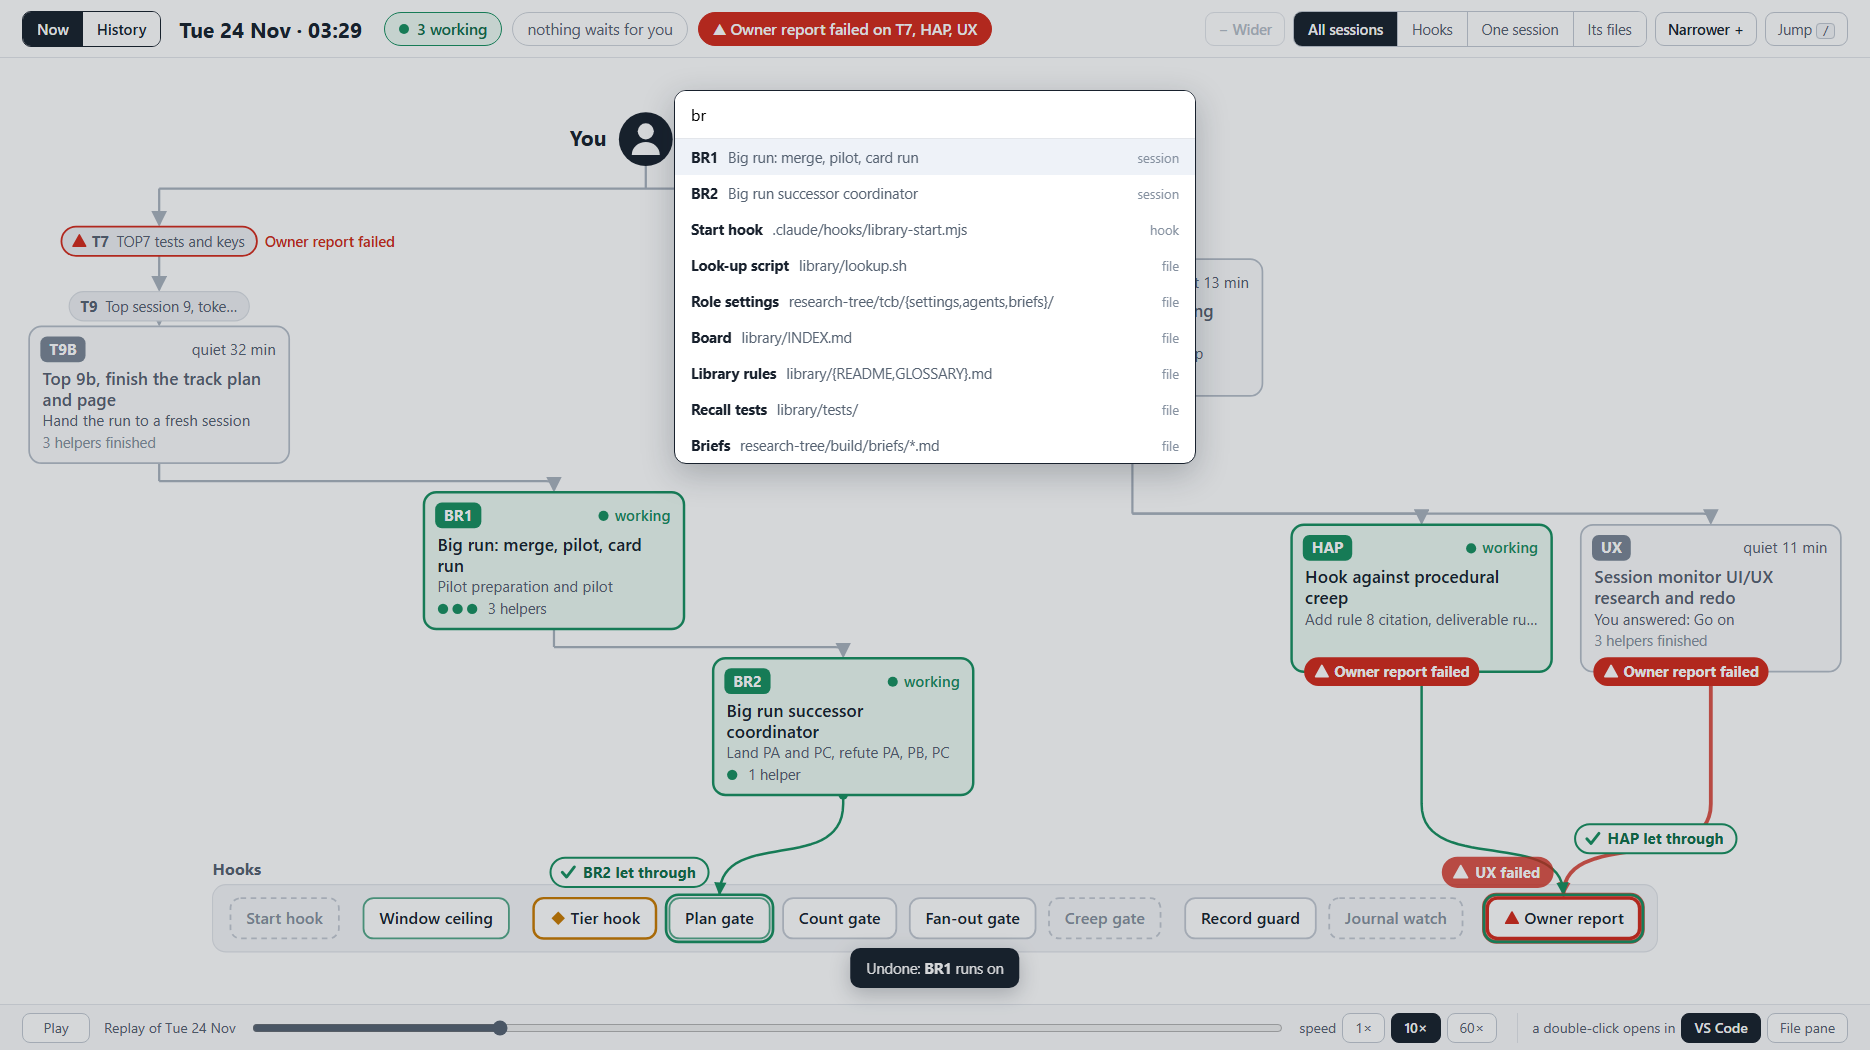 Now
History
Tue 24 Nov · 03:29
3 working
nothing waits for you
Owner report failed on T7, HAP, UX
– Wider
All sessions
Hooks
One session
Its files
Narrower +
Jump /
br
BR1 Big run: merge, pilot, card run session
BR2 Big run successor coordinator session
Start hook .claude/hooks/library-start.mjs hook
Look-up script library/lookup.sh file
Role settings research-tree/tcb/{settings,agents,briefs}/ file
Board library/INDEX.md file
Library rules library/{README,GLOSSARY}.md file
Recall tests library/tests/ file
Briefs research-tree/build/briefs/*.md file
You
T7 TOP7 tests and keys
Owner report failed
T9 Top session 9, toke...
T9B quiet 32 min
Top 9b, finish the track plan
and page
Hand the run to a fresh session
3 helpers finished
t 13 min
ng
p
BR1 working
Big run: merge, pilot, card
run
Pilot preparation and pilot
3 helpers
BR2 working
Big run successor
coordinator
Land PA and PC, refute PA, PB, PC
1 helper
HAP working
Hook against procedural
creep
Add rule 8 citation, deliverable ru...
Owner report failed
UX quiet 11 min
Session monitor UI/UX
research and redo
You answered: Go on
3 helpers finished
Owner report failed
HAP let through
Hooks
BR2 let through
UX failed
Start hook
Window ceiling
Tier hook
Plan gate
Count gate
Fan-out gate
Creep gate
Record guard
Journal watch
Owner report
Undone: BR1 runs on
Play
Replay of Tue 24 Nov
speed
1×
10×
60×
a double-click opens in
VS Code
File pane